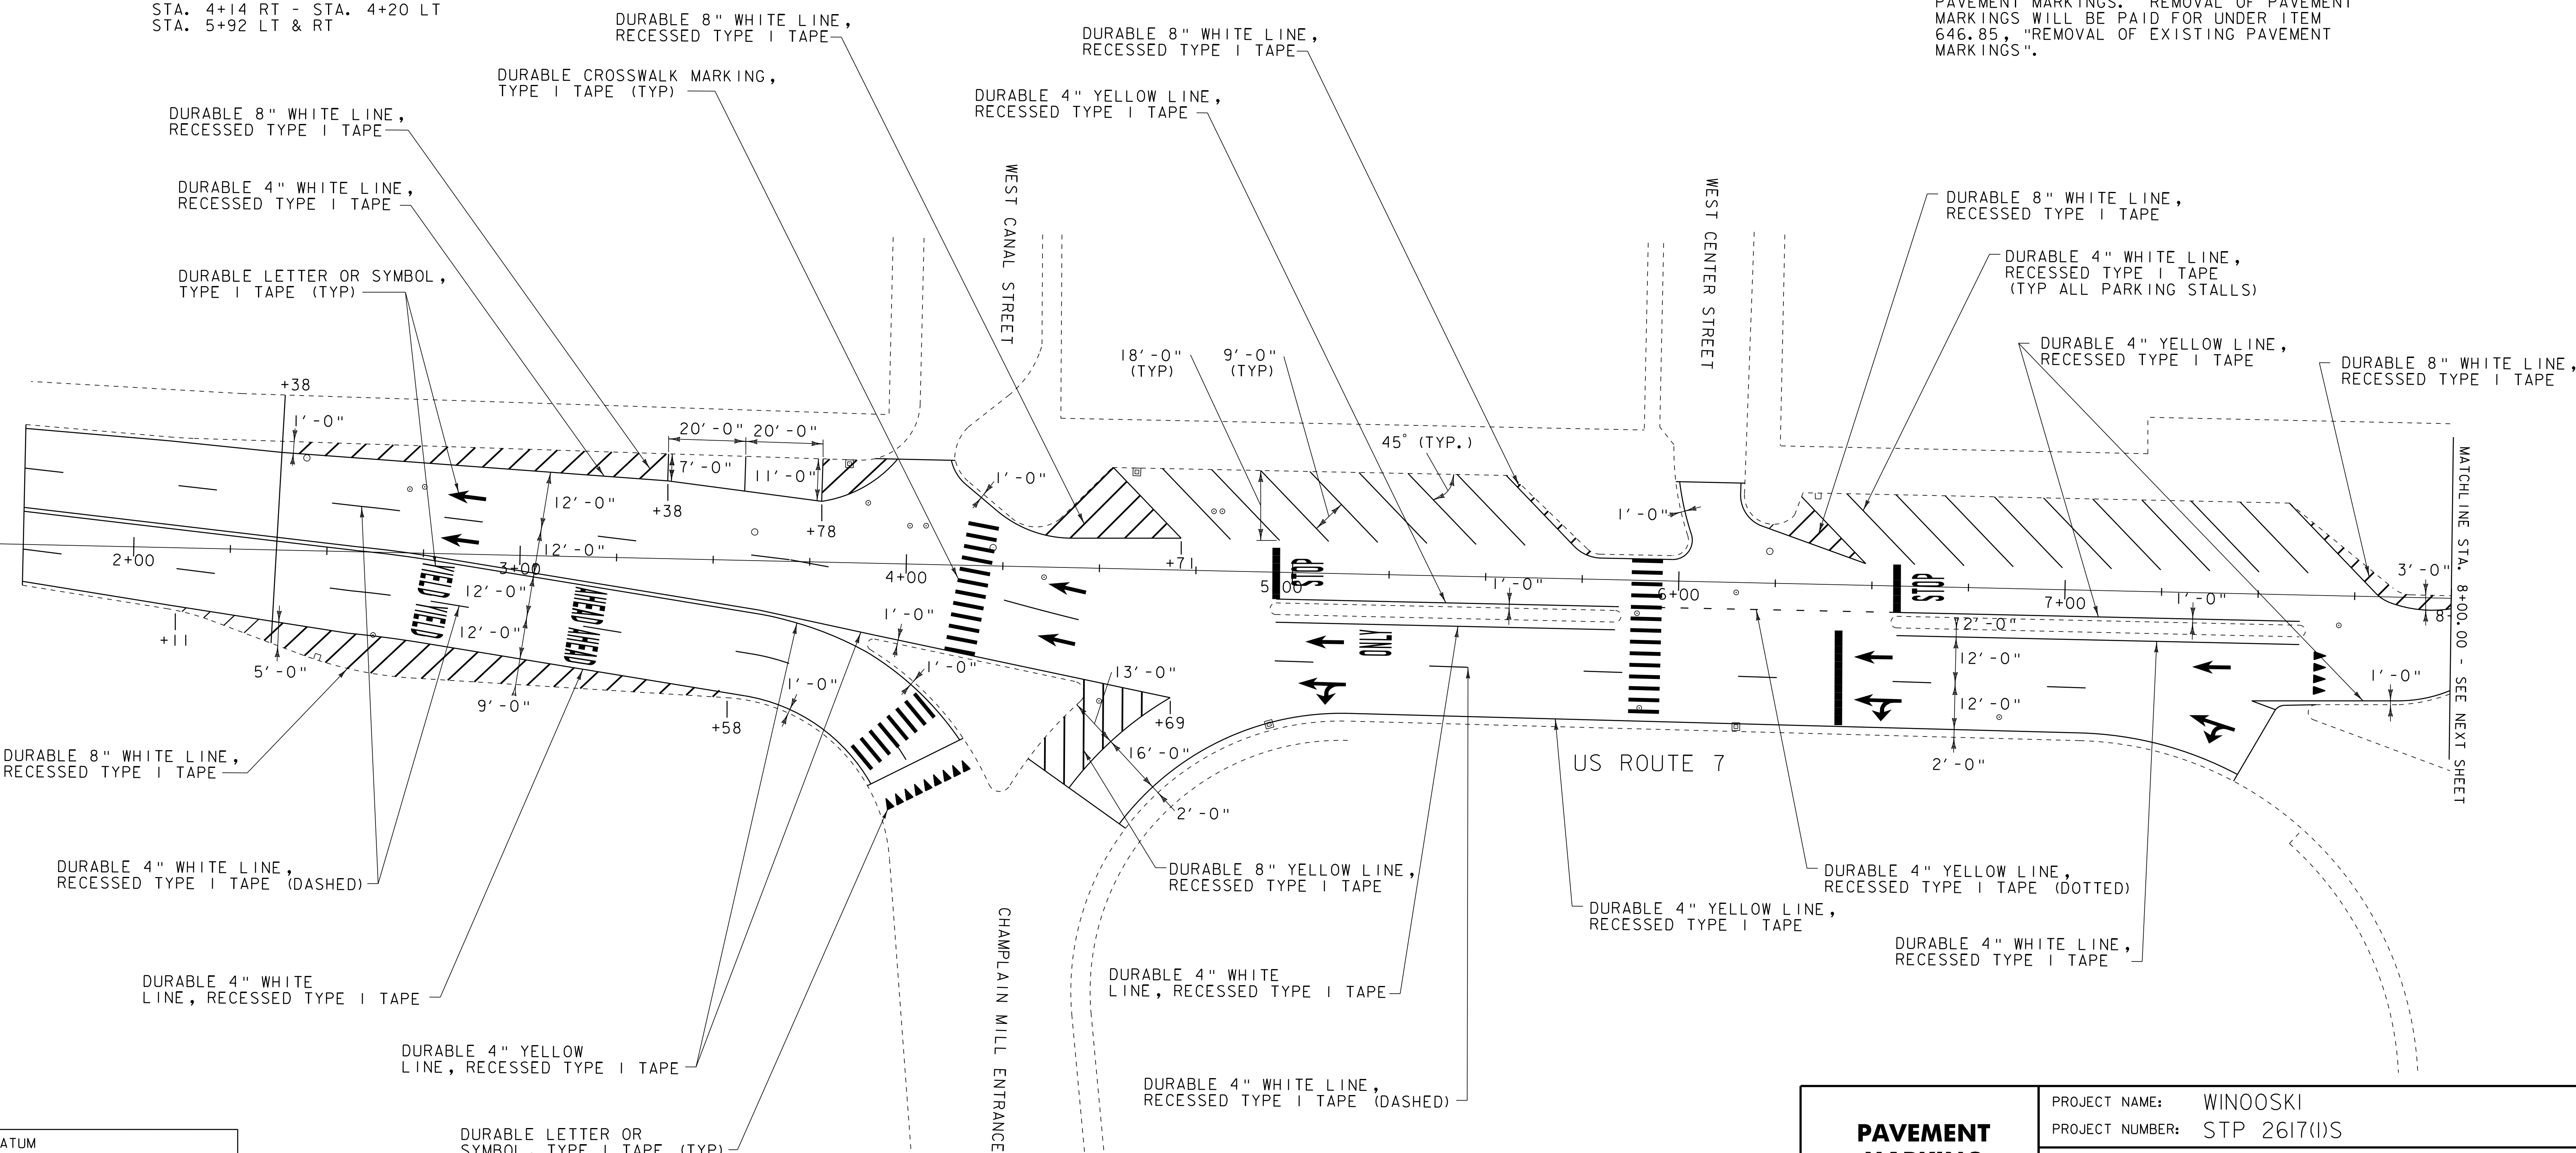 STA. 4+14 RT - STA. 4+20 LT
STA. 5+92 LT & RT
DURABLE 8" WHITE LINE,
RECESSED TYPE I TAPE
DURABLE 8" WHITE LINE,
RECESSED TYPE I TAPE
PAVEMENT MARKINGS. REMOVAL OF PAVEMENT
MARKINGS WILL BE PAID FOR UNDER ITEM
646.85, "REMOVAL OF EXISTING PAVEMENT
MARKINGS".
DURABLE CROSSWALK MARKING,
TYPE I TAPE (TYP)
DURABLE 4" YELLOW LINE,
RECESSED TYPE I TAPE
DURABLE 8" WHITE LINE,
RECESSED TYPE I TAPE
DURABLE 4" WHITE LINE,
RECESSED TYPE I TAPE
WEST CANAL STREET
WEST CENTER STREET
DURABLE 8" WHITE LINE,
RECESSED TYPE I TAPE
DURABLE LETTER OR SYMBOL,
TYPE I TAPE (TYP)
DURABLE 4" WHITE LINE,
RECESSED TYPE I TAPE
(TYP ALL PARKING STALLS)
DURABLE 4" YELLOW LINE,
RECESSED TYPE I TAPE
DURABLE 8" WHITE LINE,
RECESSED TYPE I TAPE
18'-0"
(TYP)
9'-0"
(TYP)
+38
1'-0"
20'-0"
20'-0"
7'-0"
11'-0"
45° (TYP.)
+38
+78
12'-0"
12'-0"
12'-0"
12'-0"
1'-0"
1'-0"
+71
2+00
3+00
4+00
5+00
6+00
7+00
8
YIELD
YIELD
AHEAD
AHEAD
STOP
STOP
ONLY
1'-0"
1'-0"
3'-0"
MATCHLINE STA. 8+00.00 - SEE NEXT SHEET
+11
5'-0"
9'-0"
+58
1'-0"
1'-0"
1'-0"
13'-0"
+69
16'-0"
2'-0"
2'-0"
12'-0"
12'-0"
2'-0"
1'-0"
US ROUTE 7
DURABLE 8" WHITE LINE,
RECESSED TYPE I TAPE
DURABLE 4" WHITE LINE,
RECESSED TYPE I TAPE (DASHED)
DURABLE 8" YELLOW LINE,
RECESSED TYPE I TAPE
DURABLE 4" YELLOW LINE,
RECESSED TYPE I TAPE (DOTTED)
DURABLE 4" YELLOW LINE,
RECESSED TYPE I TAPE
DURABLE 4" WHITE LINE,
RECESSED TYPE I TAPE
CHAMPLAIN MILL ENTRANCE
DURABLE 4" WHITE
LINE, RECESSED TYPE I TAPE
DURABLE 4" WHITE
LINE, RECESSED TYPE I TAPE
DURABLE 4" YELLOW
LINE, RECESSED TYPE I TAPE
DURABLE 4" WHITE LINE,
RECESSED TYPE I TAPE (DASHED)
DURABLE LETTER OR
SYMBOL, TYPE I TAPE (TYP)
ATUM
PAVEMENT
MARKING
PROJECT NAME: WINOOSKI
PROJECT NUMBER: STP 2617(1)S